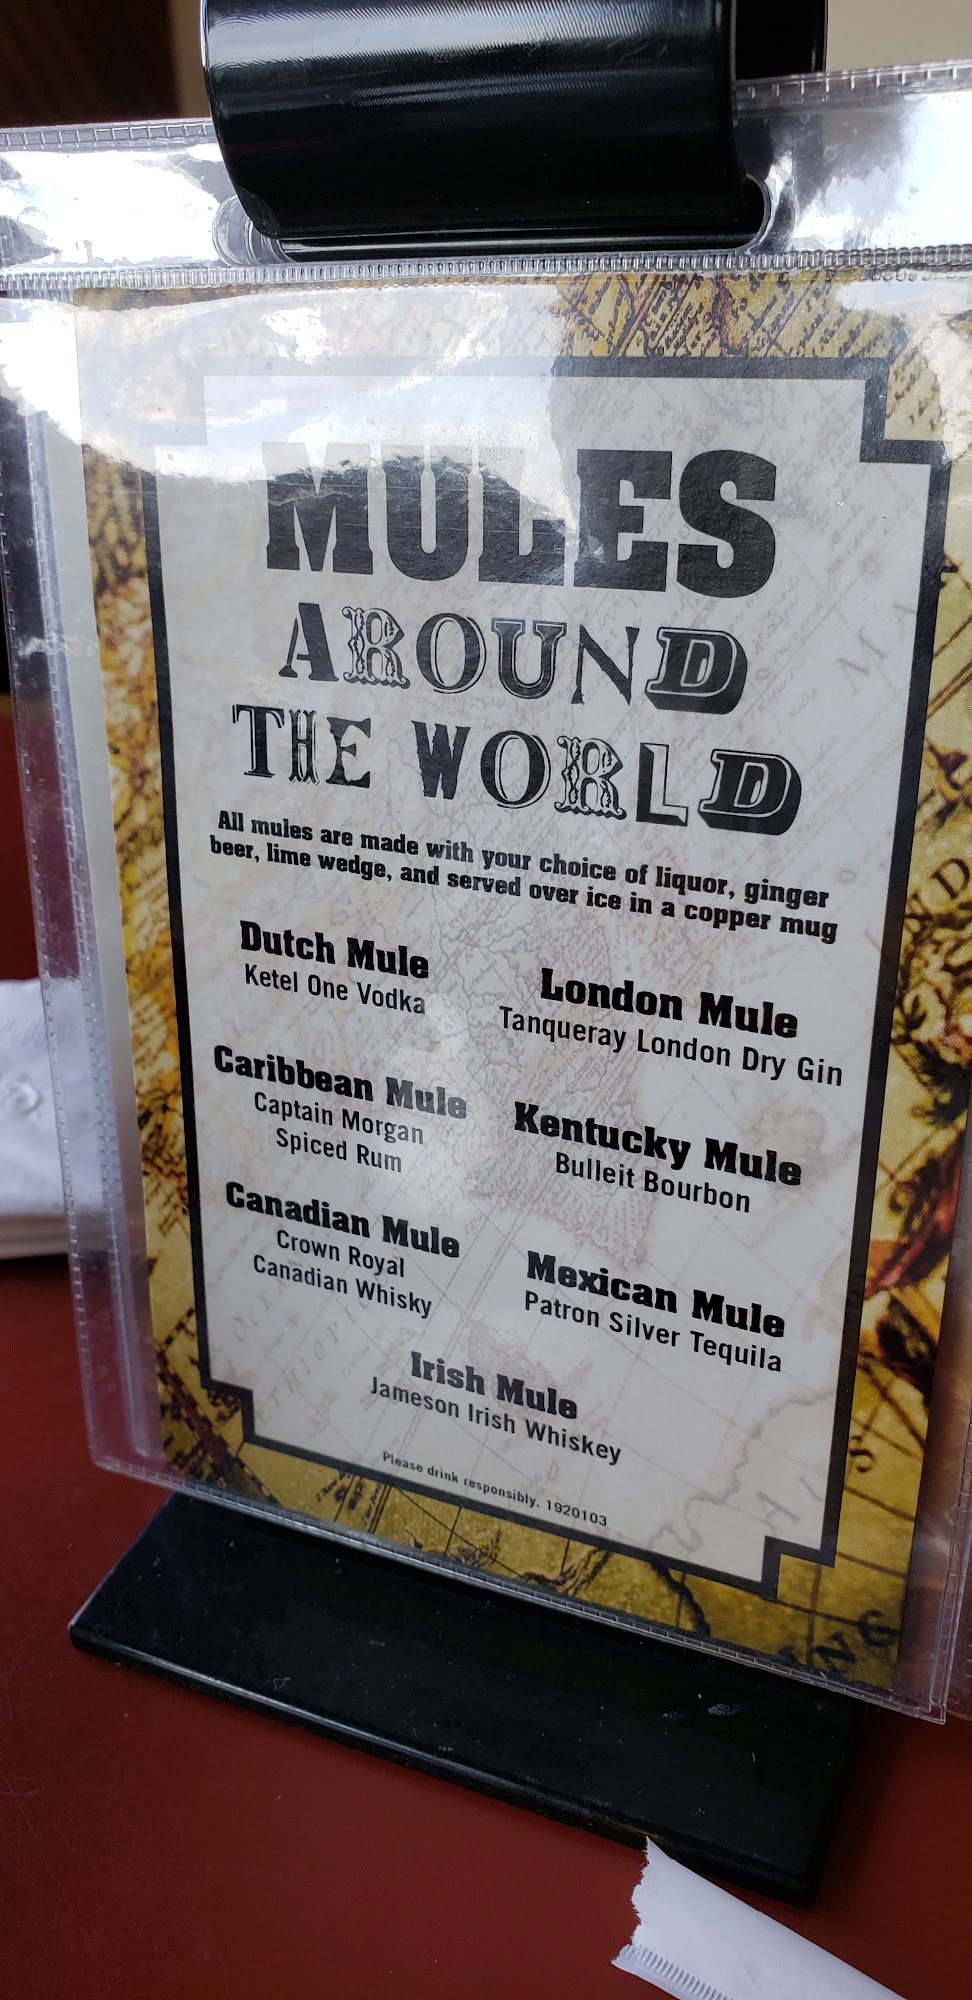 MULES
AROUND
THE WORLD
All mules are made with your choice of liquor, ginger
beer, lime wedge, and served over ice in a copper mug
Dutch Mule
Ketel One Vodka
London Mule
Tanqueray London Dry Gin
Caribbean Mule
Captain Morgan
Spiced Rum
Kentucky Mule
Bulleit Bourbon
Canadian Mule
Crown Royal
Canadian Whisky
Mexican Mule
Patron Silver Tequila
Irish Mule
Jameson Irish Whiskey
Please drink responsibly. 1920103